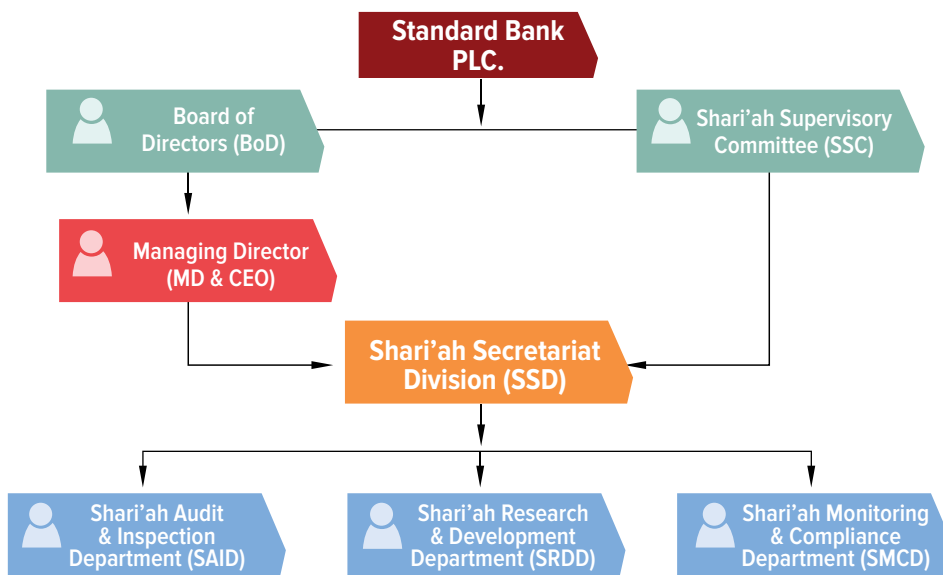 Standard Bank
PLC.
Board of
Directors (BoD)
Shari'ah Supervisory
Committee (SSC)
Managing Director
(MD & CEO)
Shari'ah Secretariat
Division (SSD)
Shari'ah Audit
& Inspection
Department (SAID)
Shari'ah Research
& Development
Department (SRDD)
Shari'ah Monitoring
& Compliance
Department (SMCD)